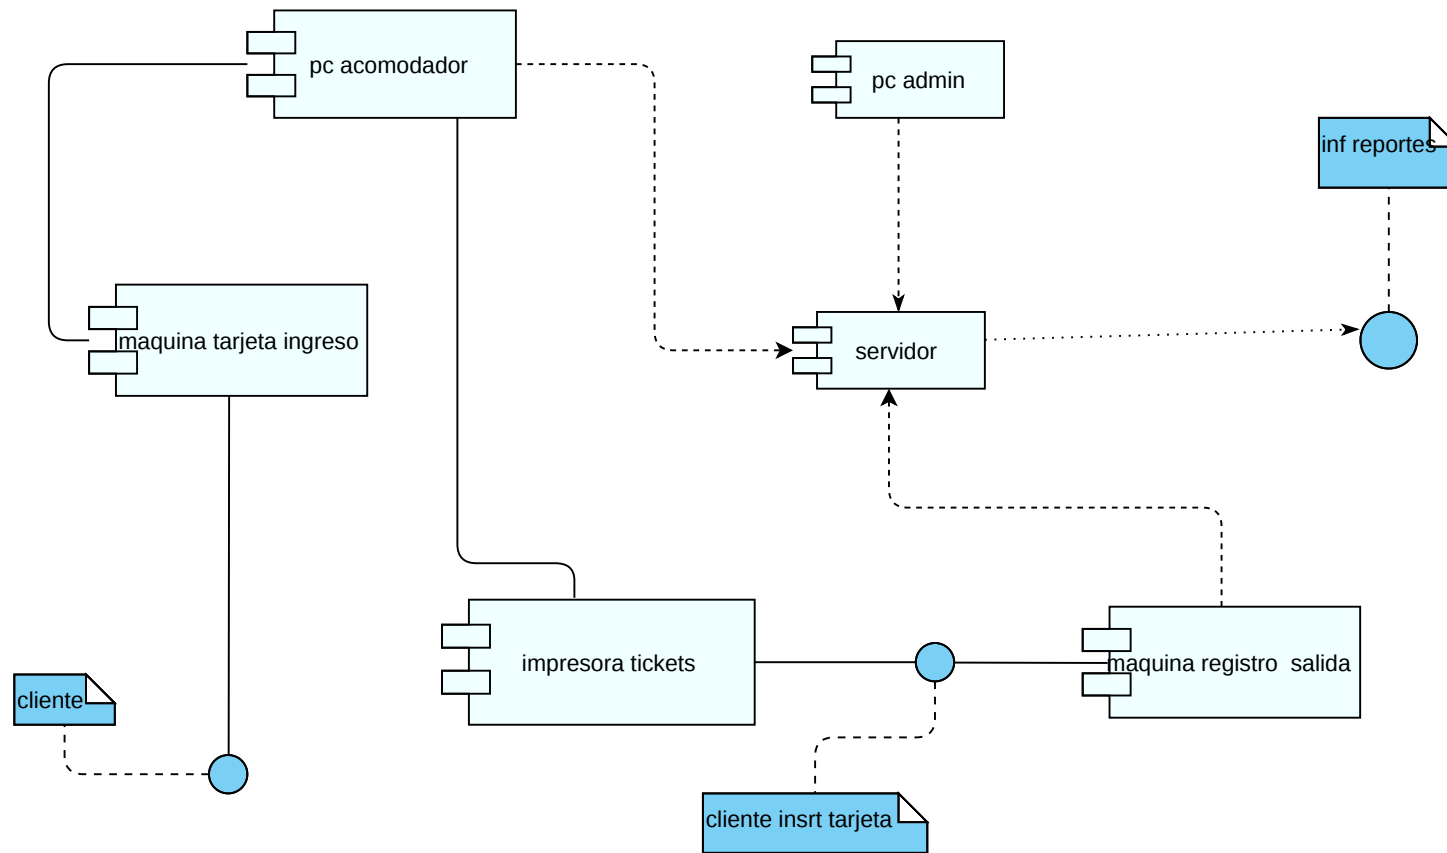 pc acomodador
pc admin
inf reportes
maquina tarjeta ingreso
servidor
impresora tickets
maquina registro  salida
cliente
cliente insrt tarjeta